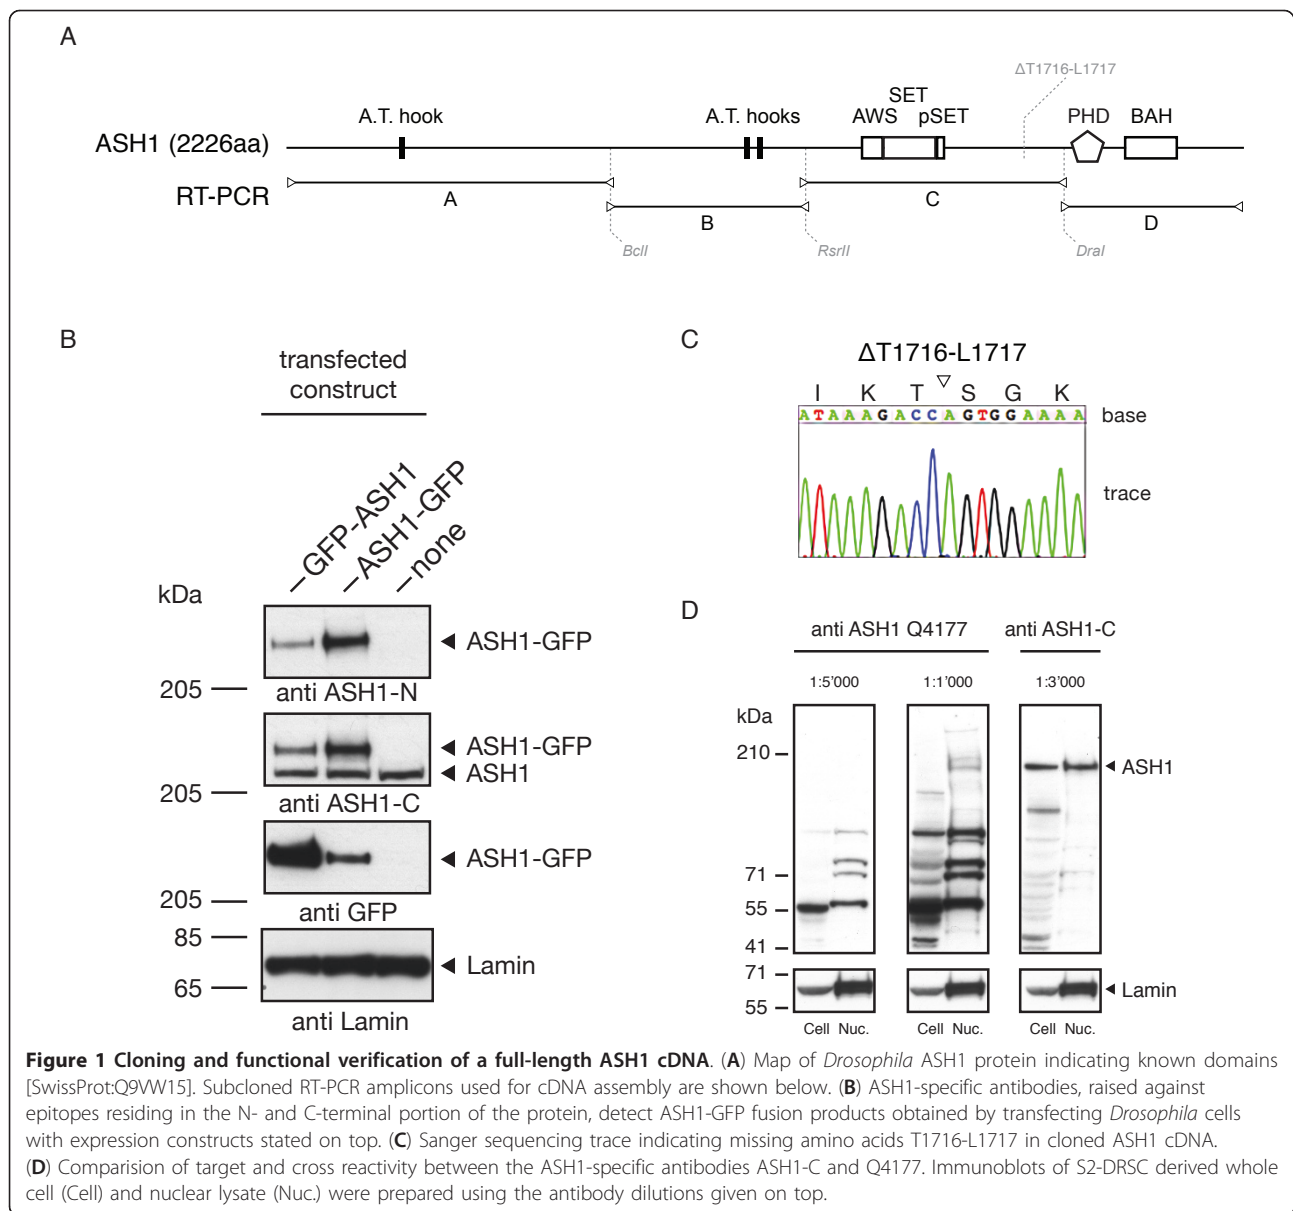 A
ΔT1716-L1717
SET
A.T. hook
A.T. hooks
AWS
pSET
PHD
BAH
ASH1 (2226aa)
RT-PCR
A
B
C
D
BclI
RsrII
DraI
B
transfected
construct
GFP-ASH1
ASH1-GFP
none
kDa
ASH1-GFP
205
anti ASH1-N
ASH1-GFP
ASH1
205
anti ASH1-C
ASH1-GFP
205
anti GFP
85
Lamin
65
anti Lamin
C
ΔT1716-L1717
I K T S G K
A T A A A G A C C A G T G G A A A A
base
trace
D
anti ASH1 Q4177
anti ASH1-C
1:5'000
1:1'000
1:3'000
kDa
210
ASH1
71
55
41
71
Lamin
55
Cell Nuc.
Cell Nuc.
Cell Nuc.
Figure 1 Cloning and functional verification of a full-length ASH1 cDNA. (A) Map of Drosophila ASH1 protein indicating known domains
[SwissProt:Q9VW15]. Subcloned RT-PCR amplicons used for cDNA assembly are shown below. (B) ASH1-specific antibodies, raised against
epitopes residing in the N- and C-terminal portion of the protein, detect ASH1-GFP fusion products obtained by transfecting Drosophila cells
with expression constructs stated on top. (C) Sanger sequencing trace indicating missing amino acids T1716-L1717 in cloned ASH1 cDNA.
(D) Comparision of target and cross reactivity between the ASH1-specific antibodies ASH1-C and Q4177. Immunoblots of S2-DRSC derived whole
cell (Cell) and nuclear lysate (Nuc.) were prepared using the antibody dilutions given on top.